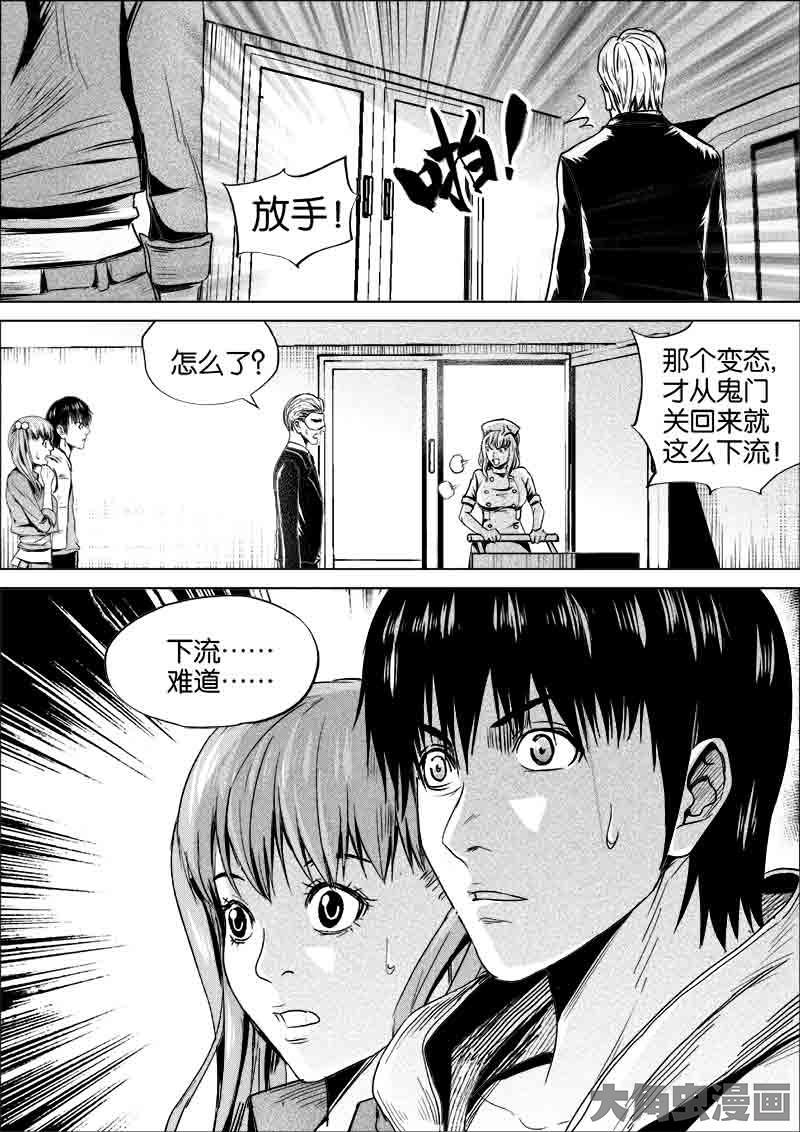 放手！
啪！
怎么了？
那个变态，
才从鬼门
关回来就
这么下流！
下流……
难道……
大角虫漫画